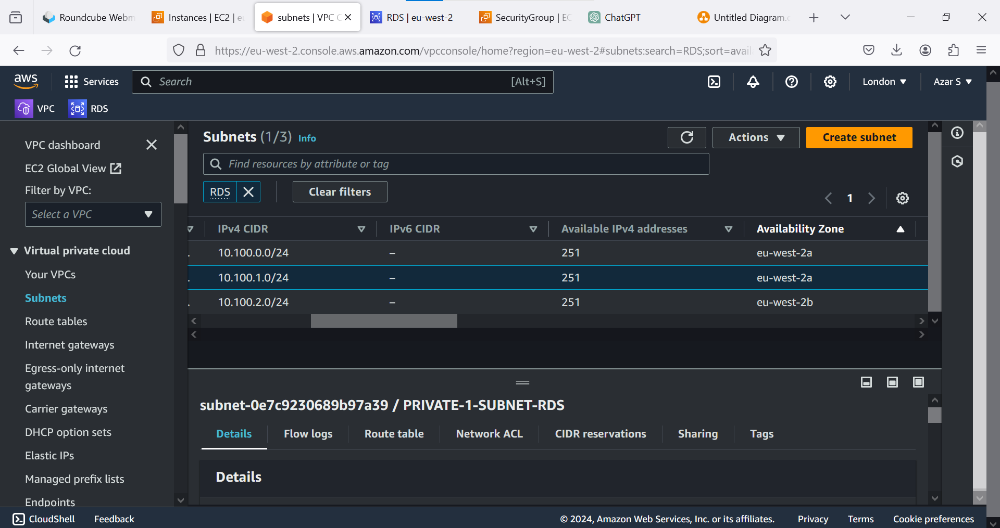 Roundcube Webm
Instances | EC2 | eu
subnets | VPC C
RDS | eu-west-2
SecurityGroup | EC
ChatGPT
Untitled Diagram.
https://eu-west-2.console.aws.amazon.com/vpcconsole/home?region=eu-west-2#subnets:search=RDS;sort=avail
aws
Services
Search
[Alt+S]
London
Azar S
VPC
RDS
VPC dashboard
EC2 Global View
Filter by VPC:
Select a VPC
Virtual private cloud
Your VPCs
Subnets
Route tables
Internet gateways
Egress-only internet
gateways
Carrier gateways
DHCP option sets
Elastic IPs
Managed prefix lists
Endpoints
Subnets (1/3) Info
Actions
Create subnet
Find resources by attribute or tag
RDS
Clear filters
1
IPv4 CIDR IPv6 CIDR Available IPv4 addresses Availability Zone
10.100.0.0/24 – 251 eu-west-2a
10.100.1.0/24 – 251 eu-west-2a
10.100.2.0/24 – 251 eu-west-2b
subnet-0e7c9230689b97a39 / PRIVATE-1-SUBNET-RDS
Details Flow logs Route table Network ACL CIDR reservations Sharing Tags
Details
CloudShell Feedback © 2024, Amazon Web Services, Inc. or its affiliates. Privacy Terms Cookie preferences